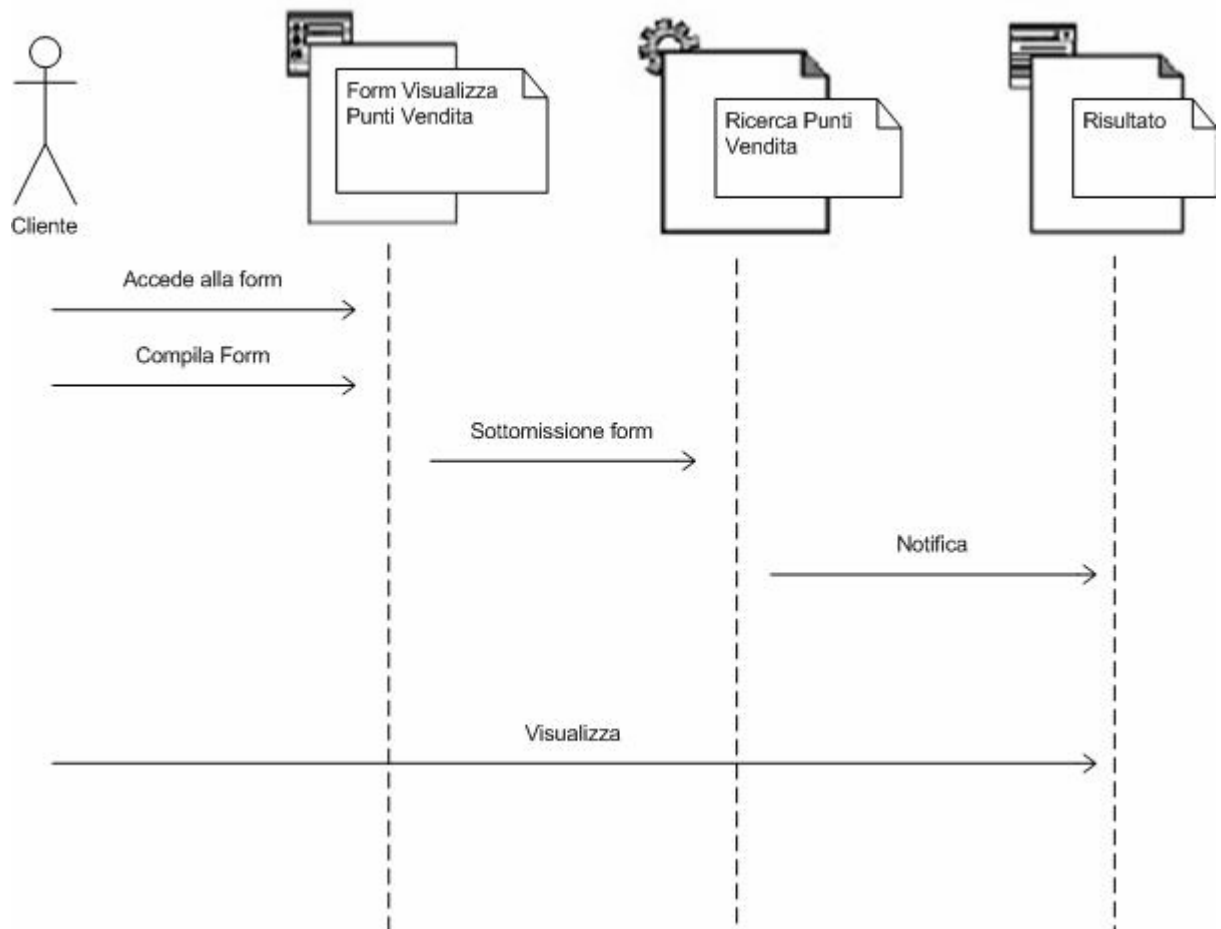 Form Visualizza
Punti Vendita
Ricerca Punti
Vendita
Risultato
Cliente
Accede alla form
Compila Form
Sottomissione form
Notifica
Visualizza